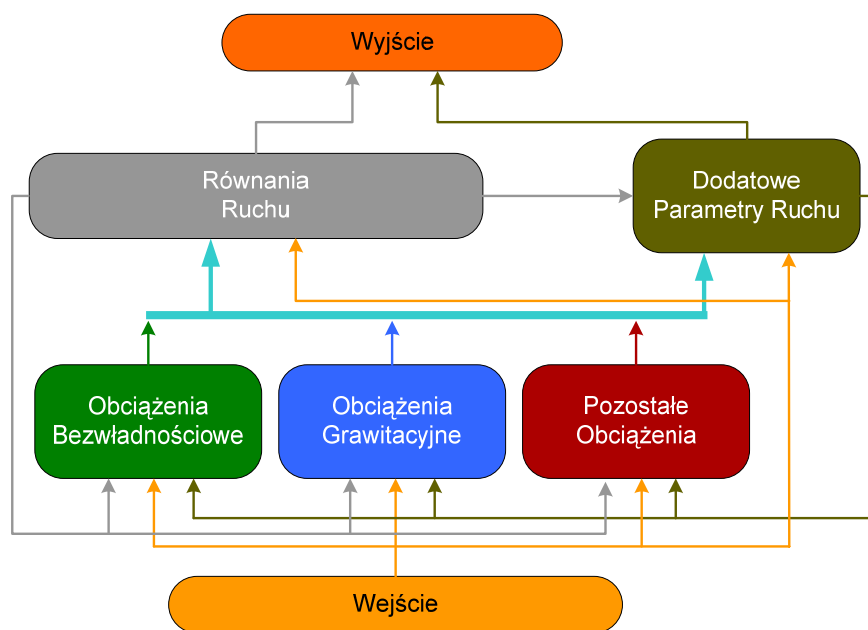 Wyjście
Równania
Ruchu
Dodatowe
Parametry Ruchu
Obciążenia
Bezwładnościowe
Obciążenia
Grawitacyjne
Pozostałe
Obciążenia
Wejście